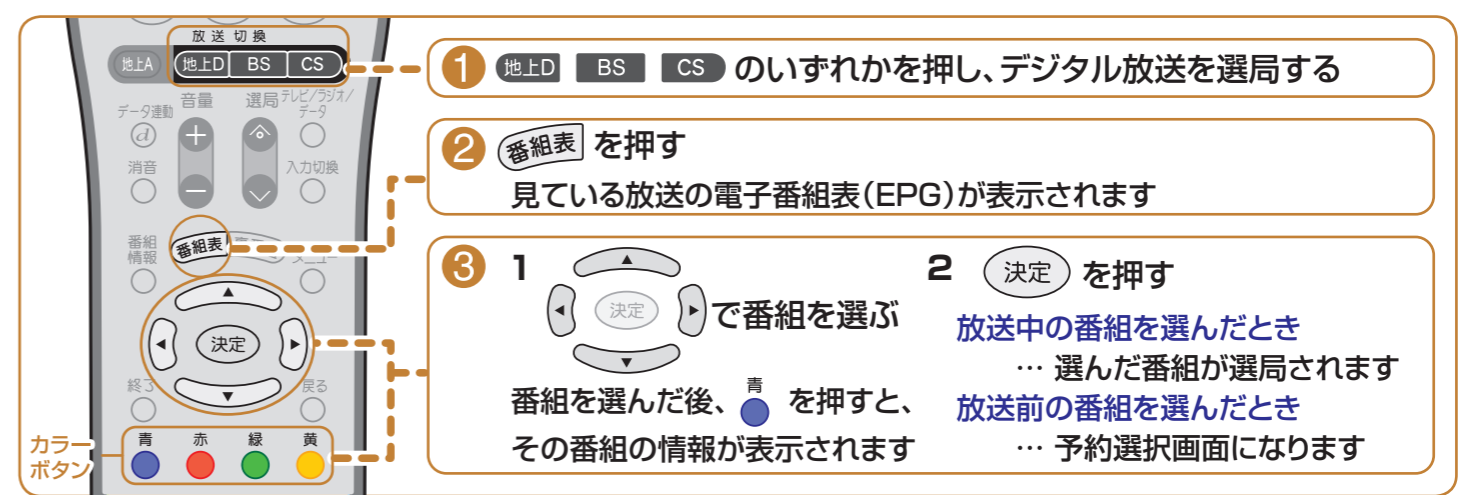 放送切換
地上A 地上D BS CS
データ連動 音量 選局 テレビ/ラジオ/データ
d
消音 入力切換
番組情報 番組表
メニュー
決定
終了 戻る
カラーボタン
青 赤 緑 黄
1 地上D BS CS のいずれかを押し、デジタル放送を選局する
2 番組表 を押す
見ている放送の電子番組表(EPG)が表示されます
3 1 決定 で番組を選ぶ
番組を選んだ後、青 を押すと、
その番組の情報が表示されます
2 決定 を押す
放送中の番組を選んだとき
… 選んだ番組が選局されます
放送前の番組を選んだとき
… 予約選択画面になります